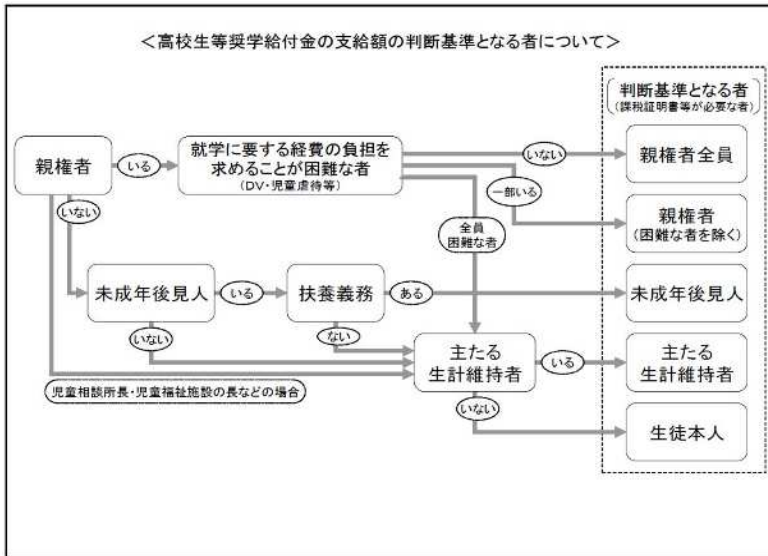 <高校生等奨学給付金の支給額の判断基準となる者について>
判断基準となる者
(課税証明書等が必要な者)
親権者
いる
就学に要する経費の負担を
求めることが困難な者
(DV・児童虐待等)
いない
親権者全員
一部いる
親権者
(困難な者を除く)
全員
困難な者
いない
未成年後見人
いる
扶養義務
ある
未成年後見人
いない
ない
主たる
生計維持者
いる
主たる
生計維持者
児童相談所長・児童福祉施設の長などの場合
いない
生徒本人